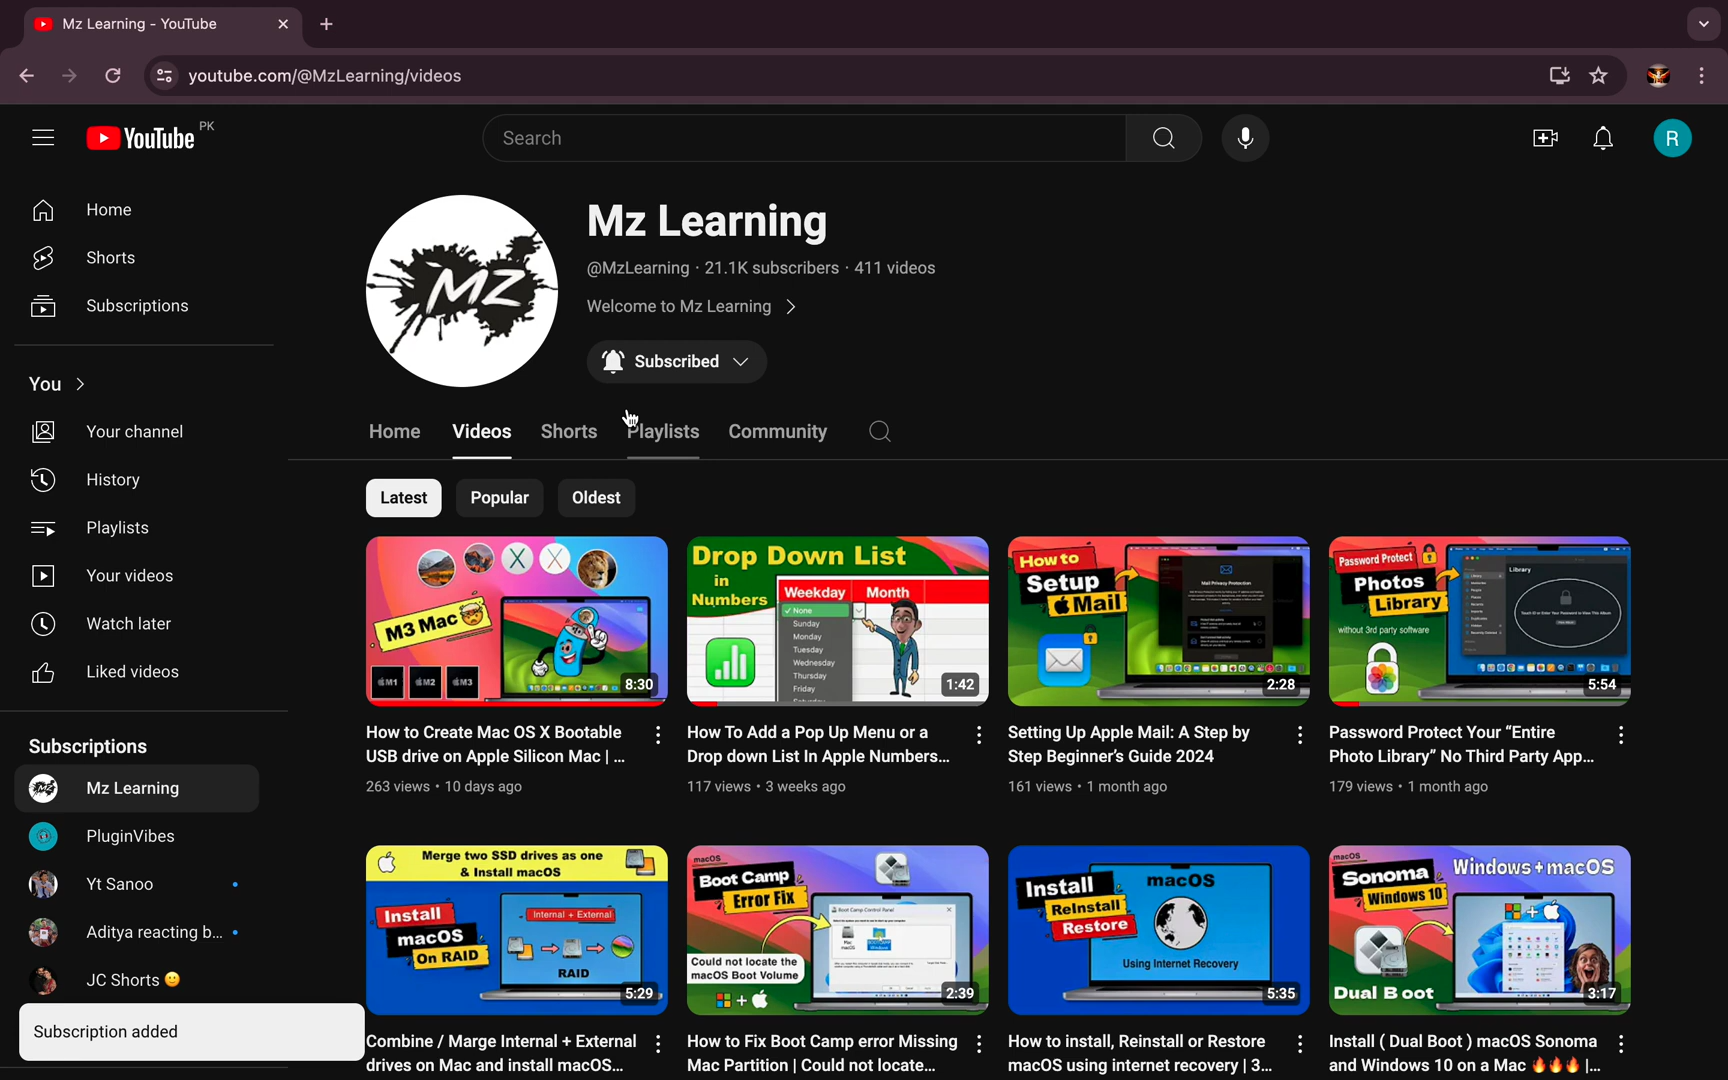 Mz Learning - YouTube
youtube.com/@MzLearning/videos
YouTube PK
Search
R
Home
Shorts
Subscriptions
You
Your channel
History
Playlists
Your videos
Watch later
Liked videos
Subscriptions
Mz Learning
PluginVibes
Yt Sanoo
Aditya reacting b...
JC Shorts 🙂
Subscription added
MZ
Mz Learning
@MzLearning · 21.1K subscribers · 411 videos
Welcome to Mz Learning
Subscribed
Home Videos Shorts Playlists Community
Latest Popular Oldest
M3 Mac
M1 M2 M3
8:30
How to Create Mac OS X Bootable
USB drive on Apple Silicon Mac | ...
263 views • 10 days ago
Drop Down List
in
Numbers
Weekday Month
None
Sunday
Monday
Tuesday
Wednesday
Thursday
Friday
1:42
How To Add a Pop Up Menu or a
Drop down List In Apple Numbers...
117 views • 3 weeks ago
How to
Setup
Mail
Mail Privacy Protection
2:28
Setting Up Apple Mail: A Step by
Step Beginner's Guide 2024
161 views • 1 month ago
Password Protect
Photos
Library
without 3rd party software
Library
5:54
Password Protect Your “Entire
Photo Library” No Third Party App...
179 views • 1 month ago
Merge two SSD drives as one
& Install macOS
Install
macOS
On RAID
Internal + External
RAID
5:29
Combine / Marge Internal + External
drives on Mac and install macOS...
macOS
Boot Camp
Error Fix
Boot Camp Control Panel
Could not locate the
macOS Boot Volume
2:39
How to Fix Boot Camp error Missing
Mac Partition | Could not locate...
Install
ReInstall
Restore
macOS
Using Internet Recovery
5:35
How to install, Reinstall or Restore
macOS using internet recovery | 3...
macOS
Sonoma
Windows 10
Windows + macOS
Dual Boot
3:17
Install ( Dual Boot ) macOS Sonoma
and Windows 10 on a Mac 🔥🔥🔥 |...